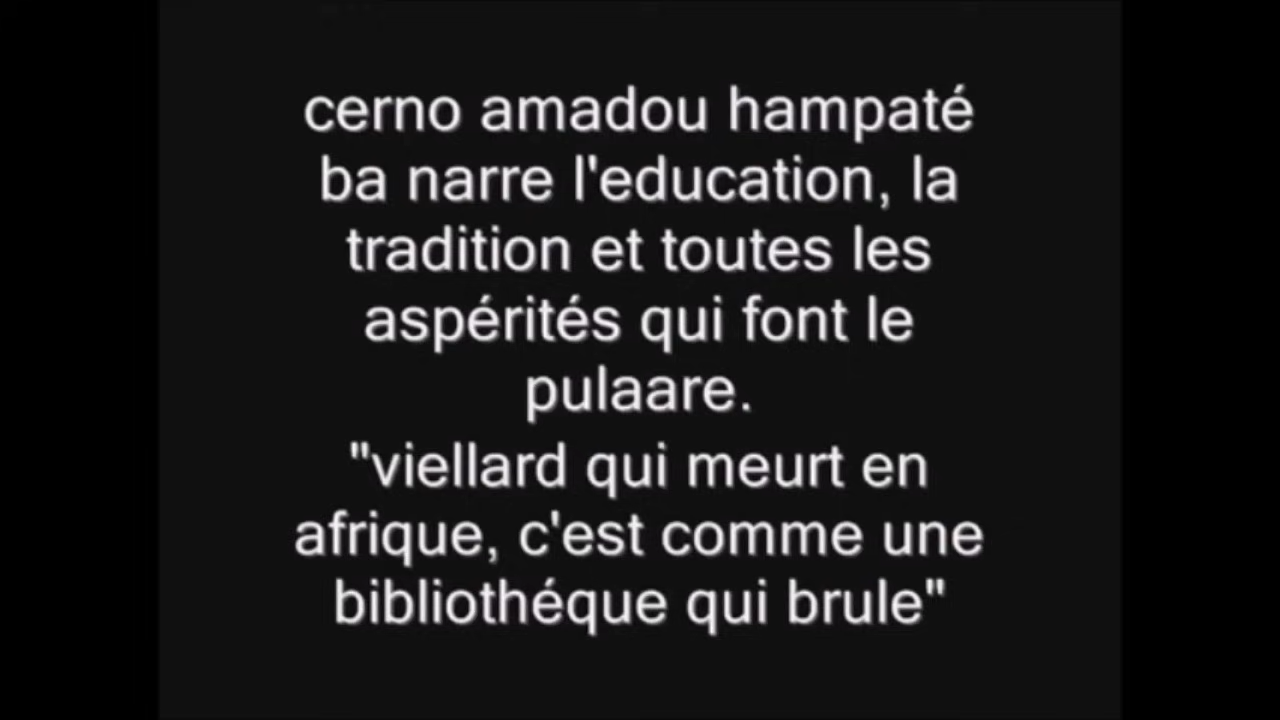 cerno amadou hampaté
ba narre l'education, la
tradition et toutes les
aspérités qui font le
pulaare.
"viellard qui meurt en
afrique, c'est comme une
bibliothéque qui brule"